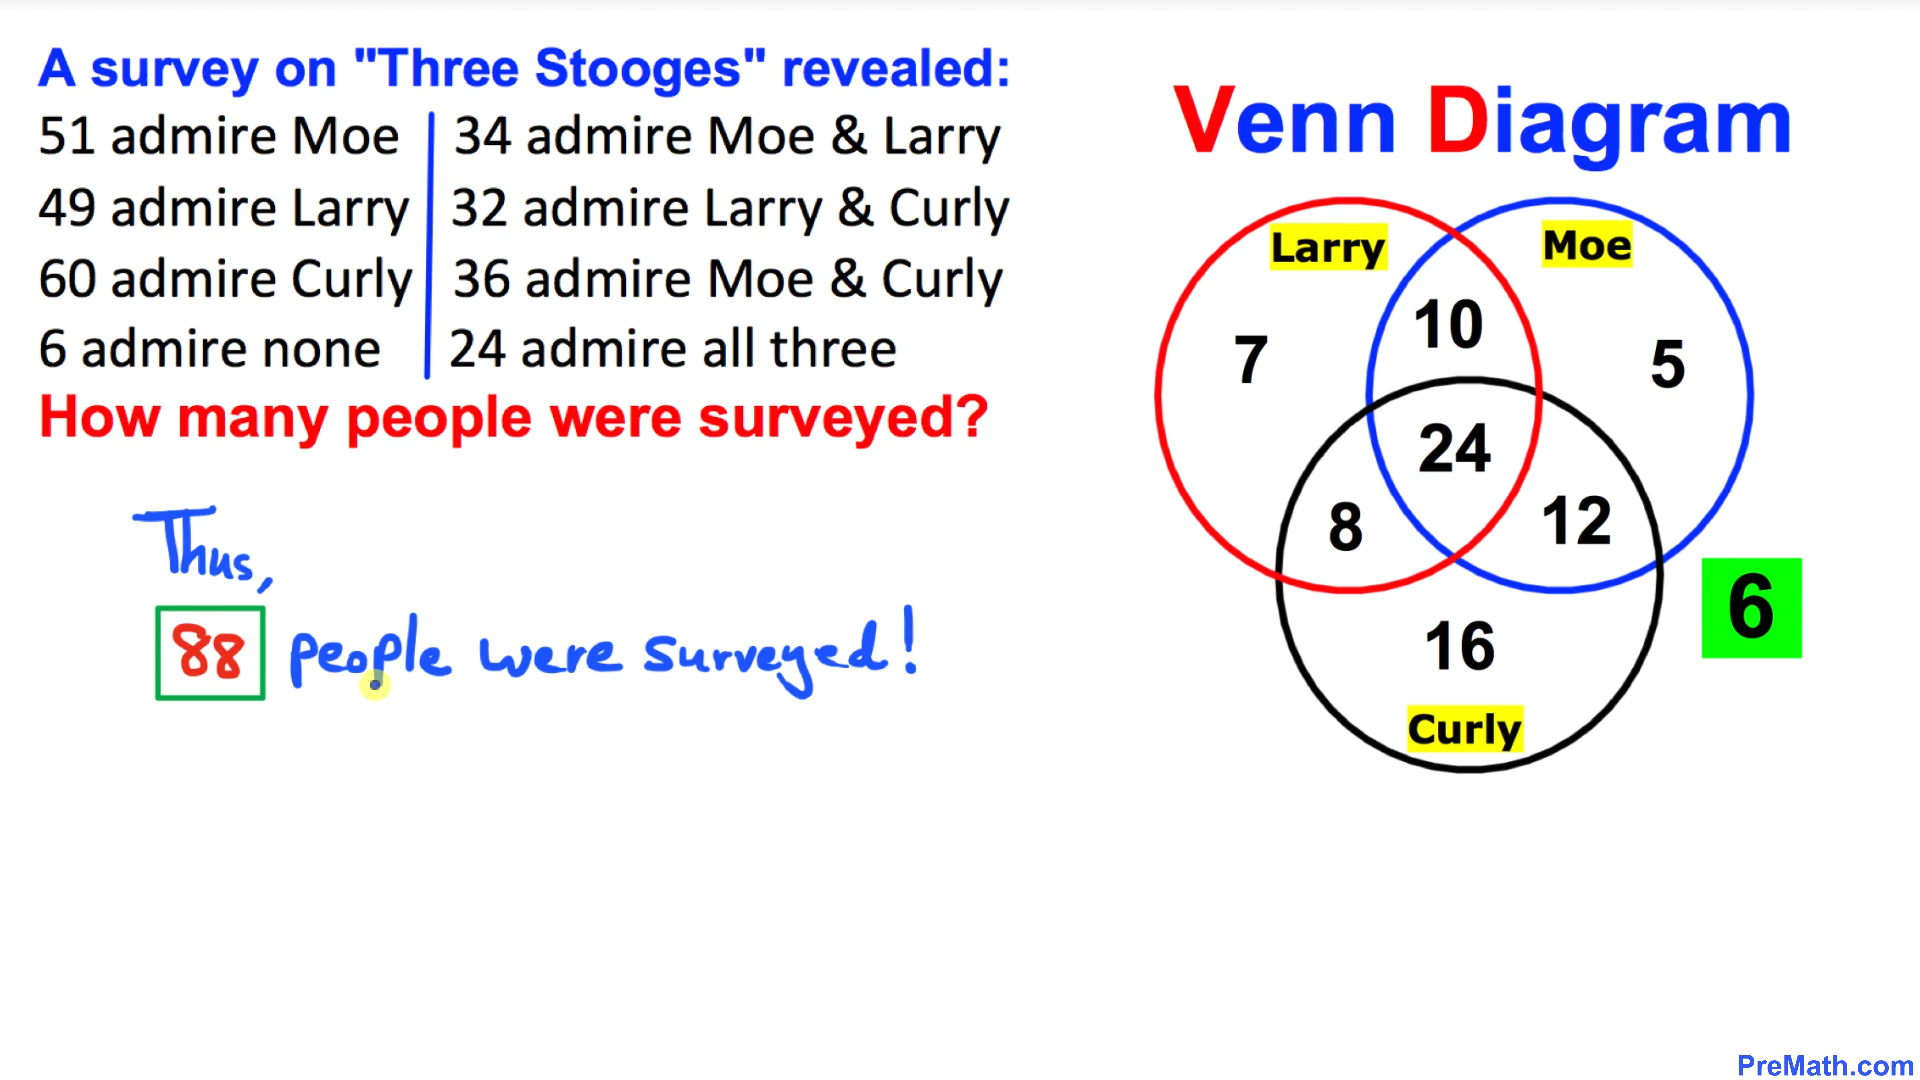 A survey on "Three Stooges" revealed:
51 admire Moe
49 admire Larry
60 admire Curly
6 admire none
34 admire Moe & Larry
32 admire Larry & Curly
36 admire Moe & Curly
24 admire all three
How many people were surveyed?
Thus,
88 people were surveyed!
Venn Diagram
Larry
Moe
10
7
5
24
8
12
6
16
Curly
PreMath.com